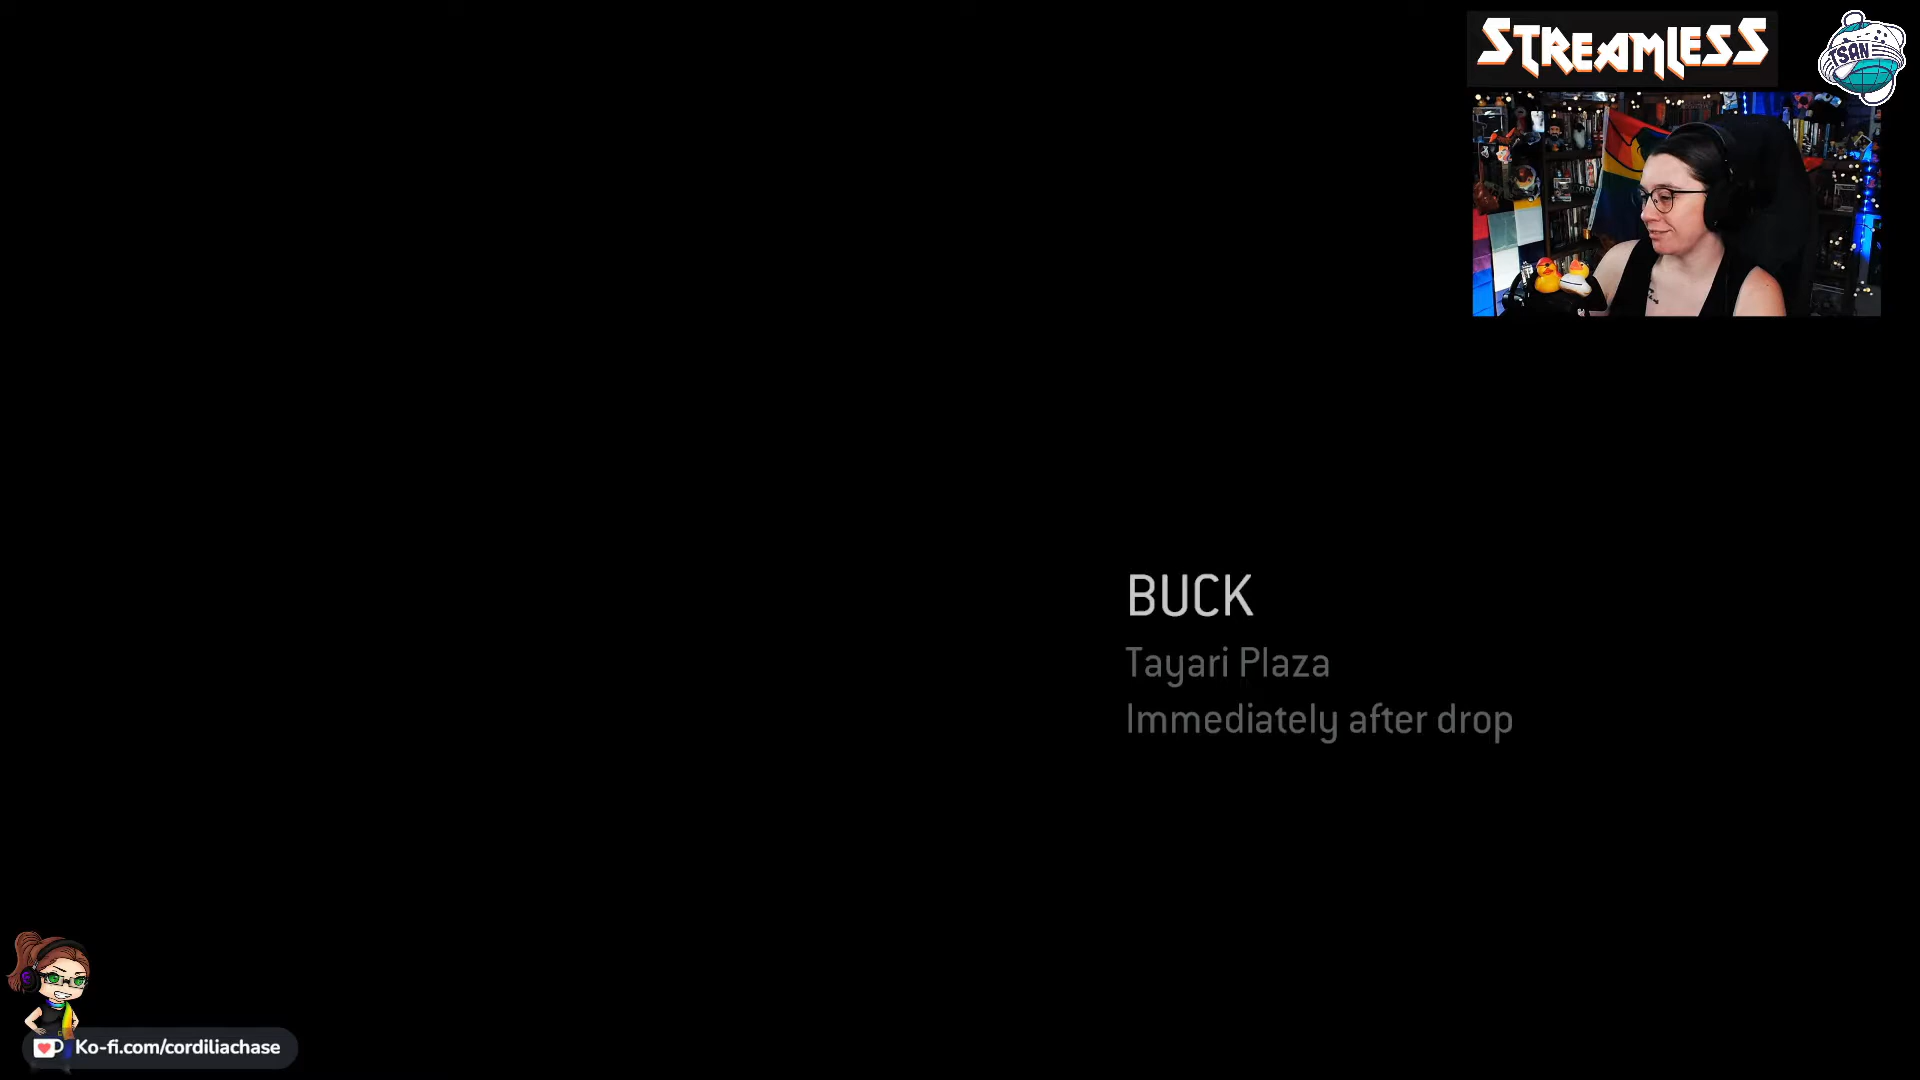 STREAMLESS
TSAN
BUCK
Tayari Plaza
Immediately after drop
Ko-fi.com/cordiliachase